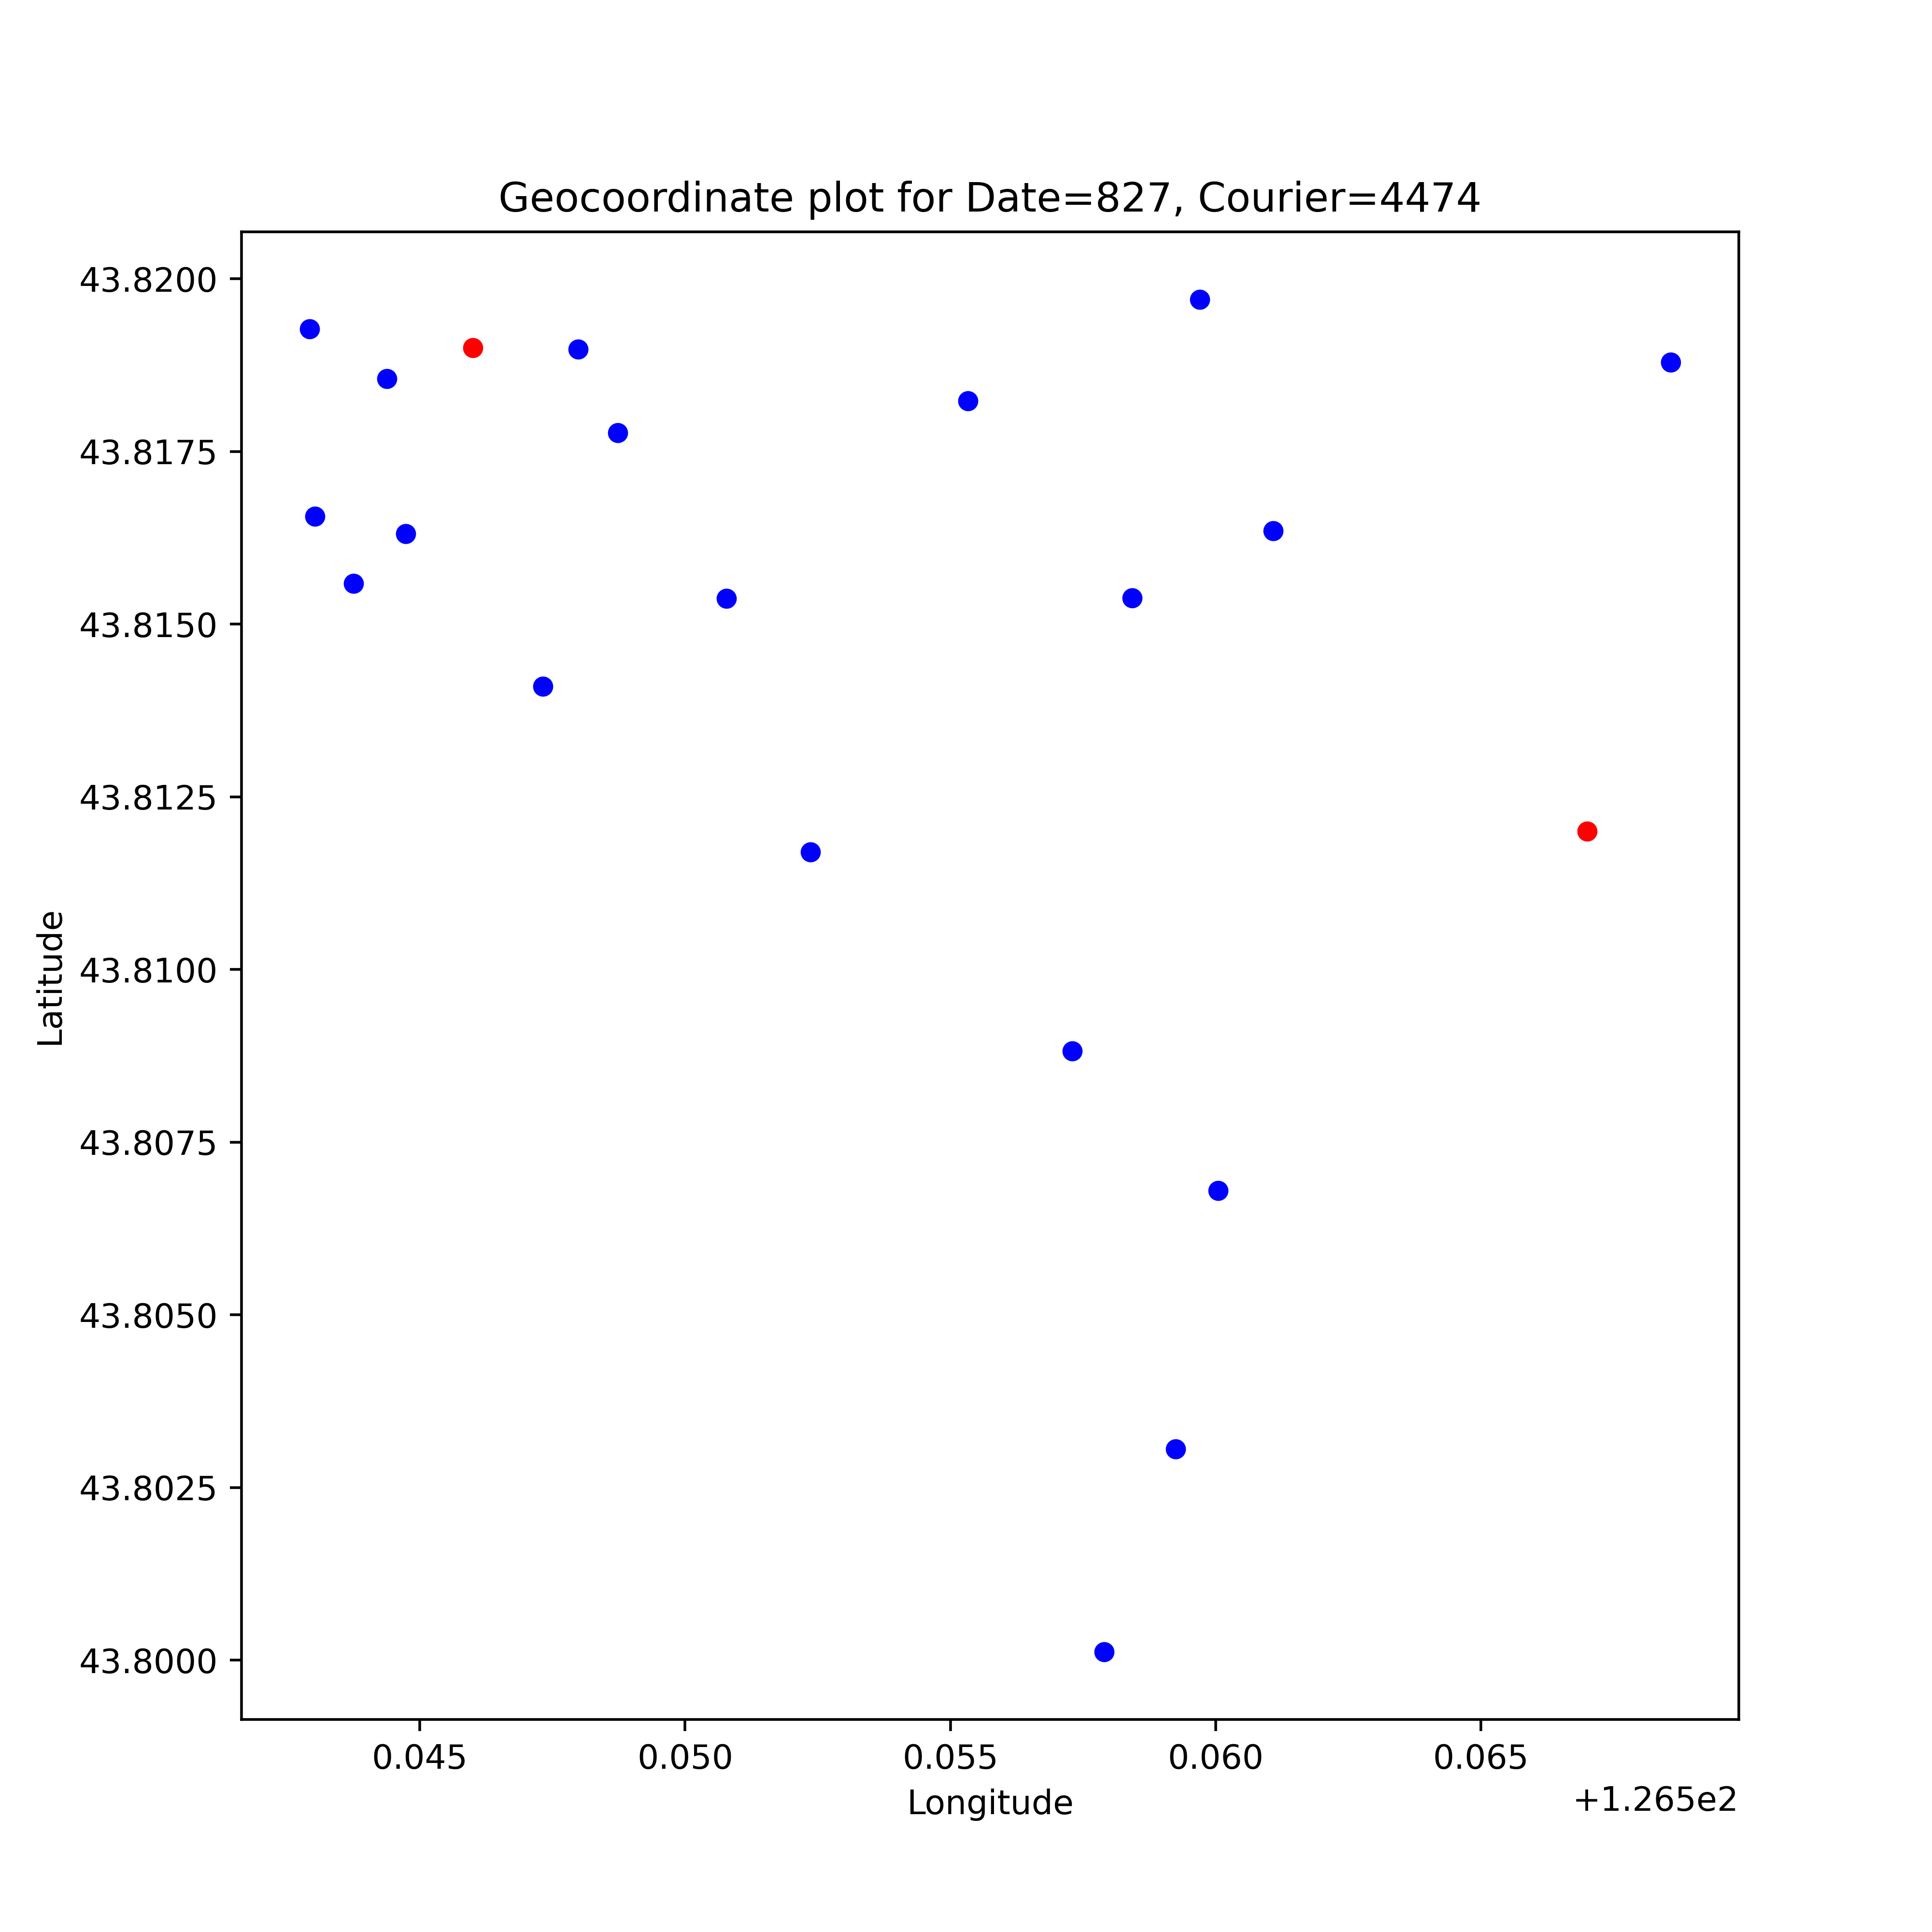 Geocoordinate plot for Date=827, Courier=4474
43.8200
43.8175
43.8150
43.8125
43.8100
43.8075
43.8050
43.8025
43.8000
Latitude
0.045 0.050 0.055 0.060 0.065
Longitude
+1.265e2